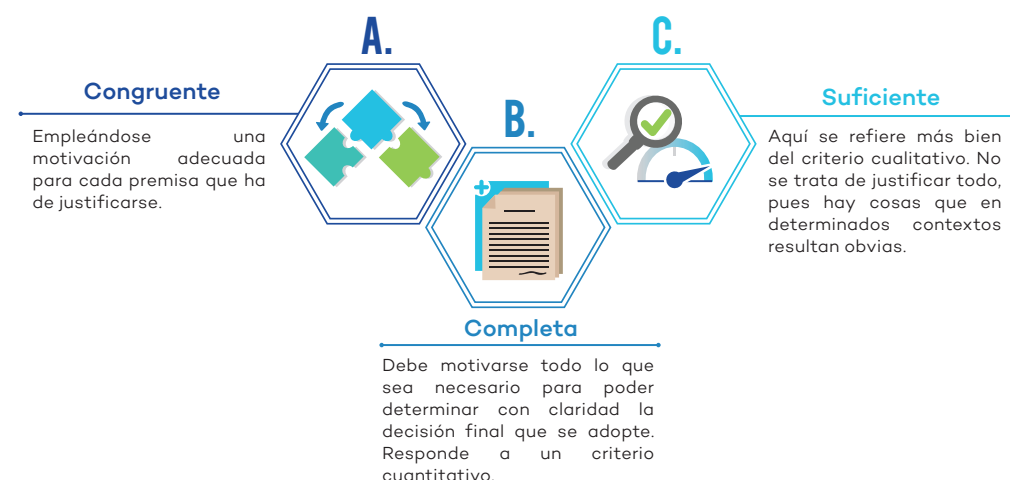 A.
Congruente
Empleándose una
motivación adecuada
para cada premisa que ha
de justificarse.
B.
Completa
Debe motivarse todo lo que
sea necesario para poder
determinar con claridad la
decisión final que se adopte.
Responde a un criterio
cuantitativo.
C.
Suficiente
Aquí se refiere más bien
del criterio cualitativo. No
se trata de justificar todo,
pues hay cosas que en
determinados contextos
resultan obvias.